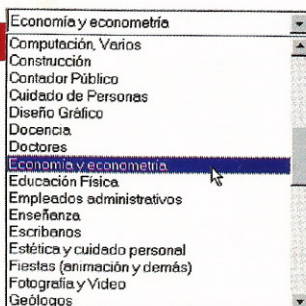 Economía y econometría
Computación, Varios
Construcción
Contador Público
Cuidado de Personas
Diseño Gráfico
Docencia
Doctores
Economía y econometría
Educación Física
Empleados administrativos
Enseñanza
Escribanos
Estética y cuidado personal
Fiestas (animación y demás)
Fotografía y Video
Geólogos